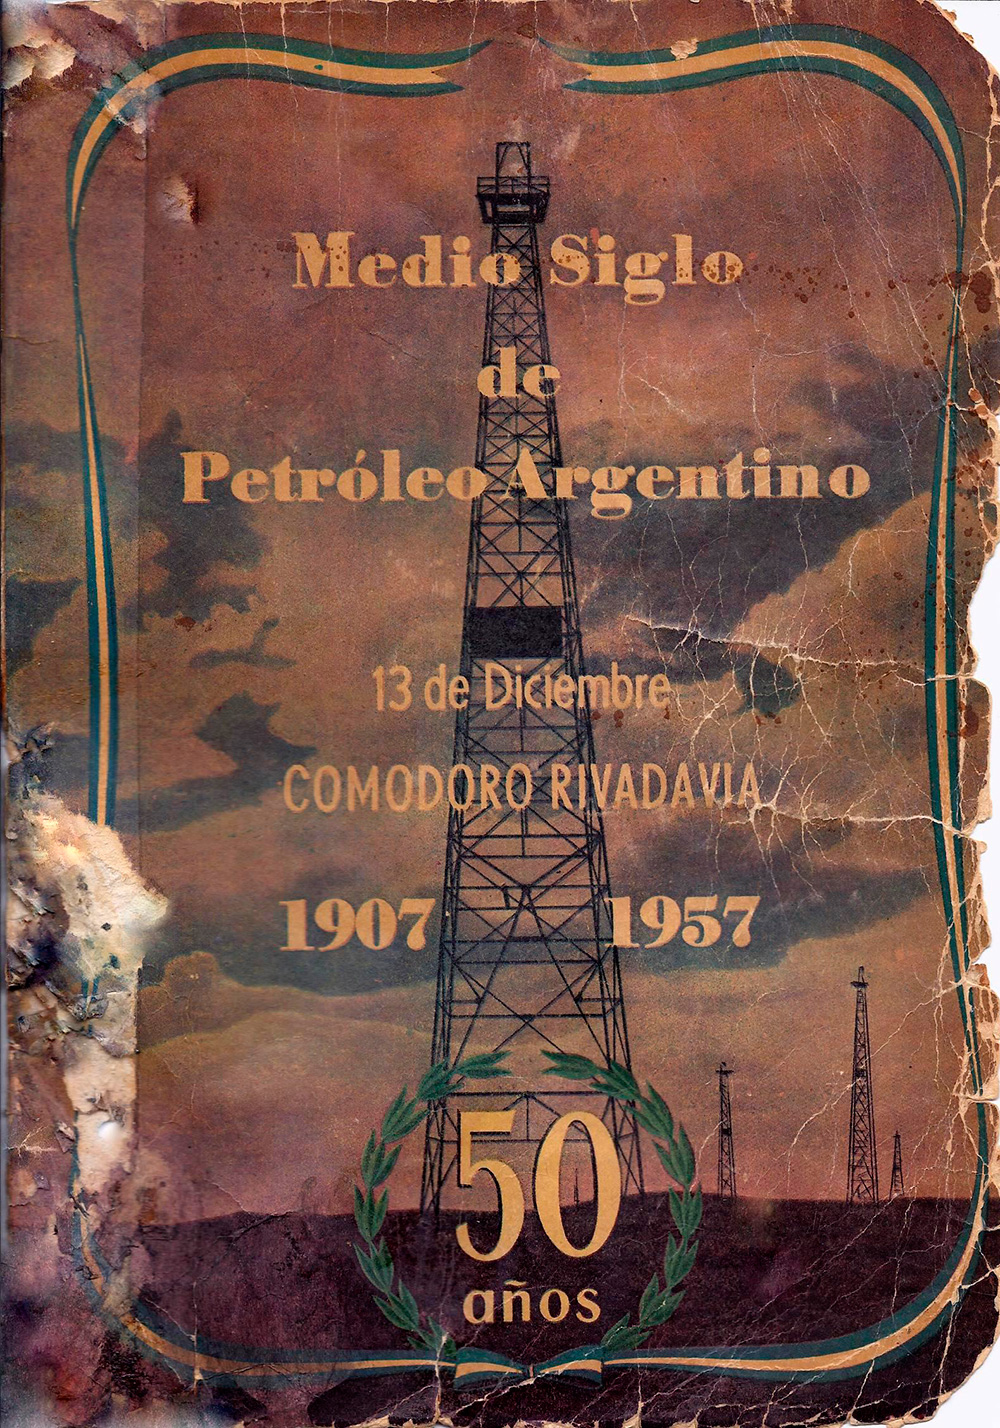 Medio Siglo
de
Petróleo Argentino
13 de Diciembre
COMODORO RIVADAVIA
1907 1957
50
años